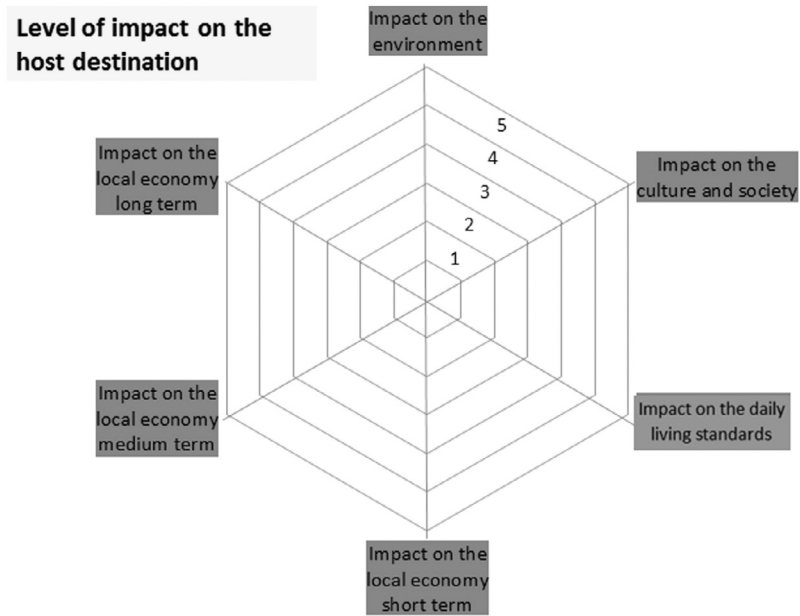 Level of impact on the
host destination
Impact on the
environment
5
4
3
2
1
Impact on the
local economy
long term
Impact on the
culture and society
Impact on the
local economy
medium term
Impact on the daily
living standards
Impact on the
local economy
short term